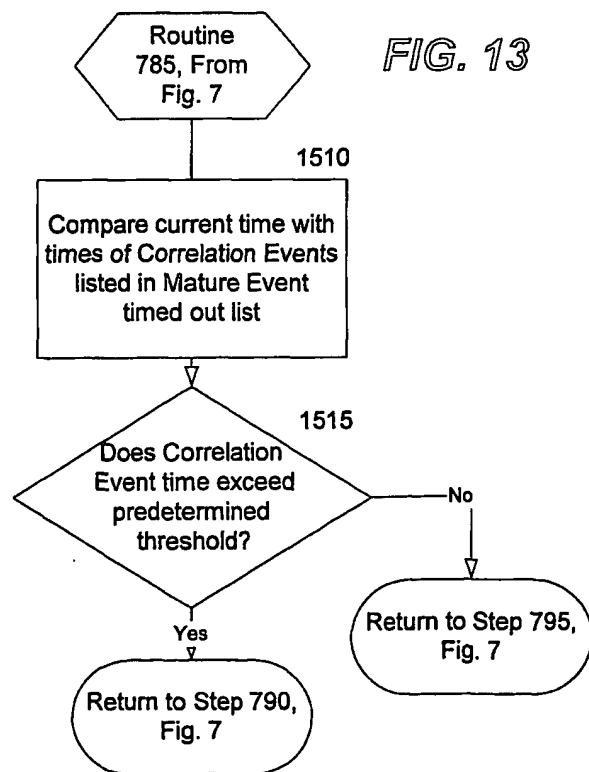 Routine
785, From
Fig. 7
FIG. 13
1510
Compare current time with
times of Correlation Events
listed in Mature Event
timed out list
1515
Does Correlation
Event time exceed
predetermined
threshold?
No
Return to Step 795,
Fig. 7
Yes
Return to Step 790,
Fig. 7